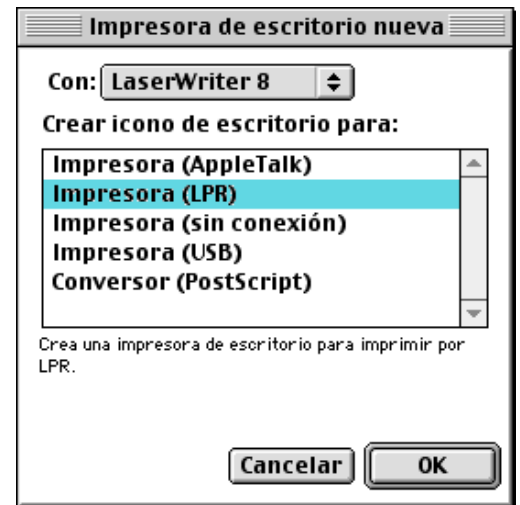 Impresora de escritorio nueva
Con: LaserWriter 8
Crear icono de escritorio para:
Impresora (AppleTalk)
Impresora (LPR)
Impresora (sin conexión)
Impresora (USB)
Conversor (PostScript)
Crea una impresora de escritorio para imprimir por
LPR.
Cancelar OK